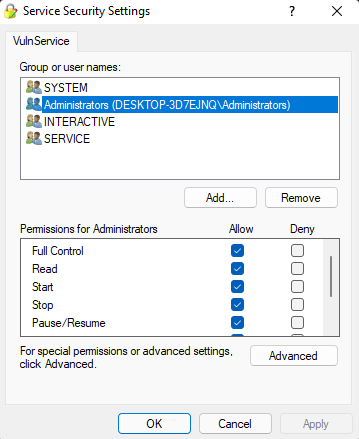 Service Security Settings
VulnService
Group or user names:
SYSTEM
Administrators (DESKTOP-3D7EJNQ\Administrators)
INTERACTIVE
SERVICE
Add...
Remove
Permissions for Administrators Allow Deny
Full Control
Read
Start
Stop
Pause/Resume
For special permissions or advanced settings,
click Advanced.
Advanced
OK Cancel Apply